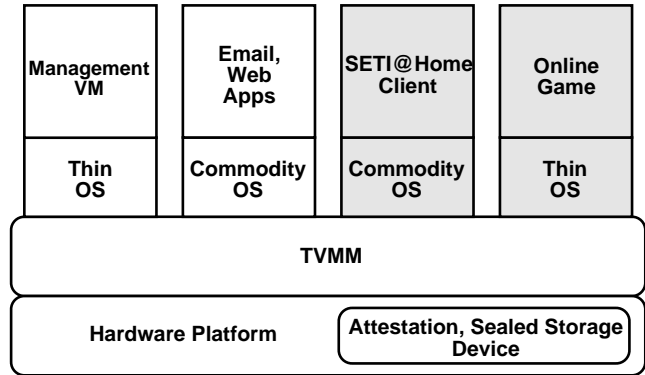 Management
VM
Email,
Web
Apps
SETI@Home
Client
Online
Game
Thin
OS
Commodity
OS
Commodity
OS
Thin
OS
TVMM
Hardware Platform
Attestation, Sealed Storage
Device